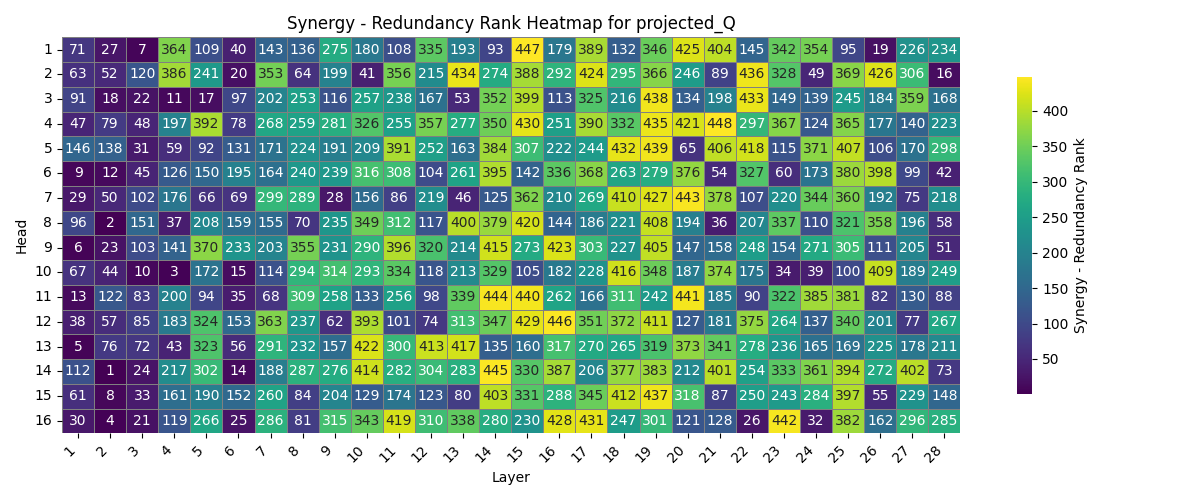 Synergy - Redundancy Rank Heatmap for projected_Q
1 71 27 7 364 109 40 143 136 275 180 108 335 193 93 447 179 389 132 346 425 404 145 342 354 95 19 226 234
2 63 52 120 386 241 20 353 64 199 41 356 215 434 274 388 292 424 295 366 246 89 436 328 49 369 426 306 16
3 91 18 22 11 17 97 202 253 116 257 238 167 53 352 399 113 325 216 438 134 198 433 149 139 245 184 359 168
4 47 79 48 197 392 78 268 259 281 326 255 357 277 350 430 251 390 332 435 421 448 297 367 124 365 177 140 223
5 146 138 31 59 92 131 171 224 191 209 391 252 163 384 307 222 244 432 439 65 406 418 115 371 407 106 170 298
6 9 12 45 126 150 195 164 240 239 316 308 104 261 395 142 336 368 263 279 376 54 327 60 173 380 398 99 42
7 29 50 102 176 66 69 299 289 28 156 86 219 46 125 362 210 269 410 427 443 378 107 220 344 360 192 75 218
8 96 2 151 37 208 159 155 70 235 349 312 117 400 379 420 144 186 221 408 194 36 207 337 110 321 358 196 58
9 6 23 103 141 370 233 203 355 231 290 396 320 214 415 273 423 303 227 405 147 158 248 154 271 305 111 205 51
10 67 44 10 3 172 15 114 294 314 293 334 118 213 329 105 182 228 416 348 187 374 175 34 39 100 409 189 249
11 13 122 83 200 94 35 68 309 258 133 256 98 339 444 440 262 166 311 242 441 185 90 322 385 381 82 130 88
12 38 57 85 183 324 153 363 237 62 393 101 74 313 347 429 446 351 372 411 127 181 375 264 137 340 201 77 267
13 5 76 72 43 323 56 291 232 157 422 300 413 417 135 160 317 270 265 319 373 341 278 236 165 169 225 178 211
14 112 1 24 217 302 14 188 287 276 414 282 304 283 445 330 387 206 377 383 212 401 254 333 361 394 272 402 73
15 61 8 33 161 190 152 260 84 204 129 174 123 80 403 331 288 345 412 437 318 87 250 243 284 397 55 229 148
16 30 4 21 119 266 25 286 81 315 343 419 310 338 280 230 428 431 247 301 121 128 26 442 32 382 162 296 285
1 2 3 4 5 6 7 8 9 10 11 12 13 14 15 16 17 18 19 20 21 22 23 24 25 26 27 28
Layer
Head
400
350
300
250
200
150
100
50
Synergy - Redundancy Rank